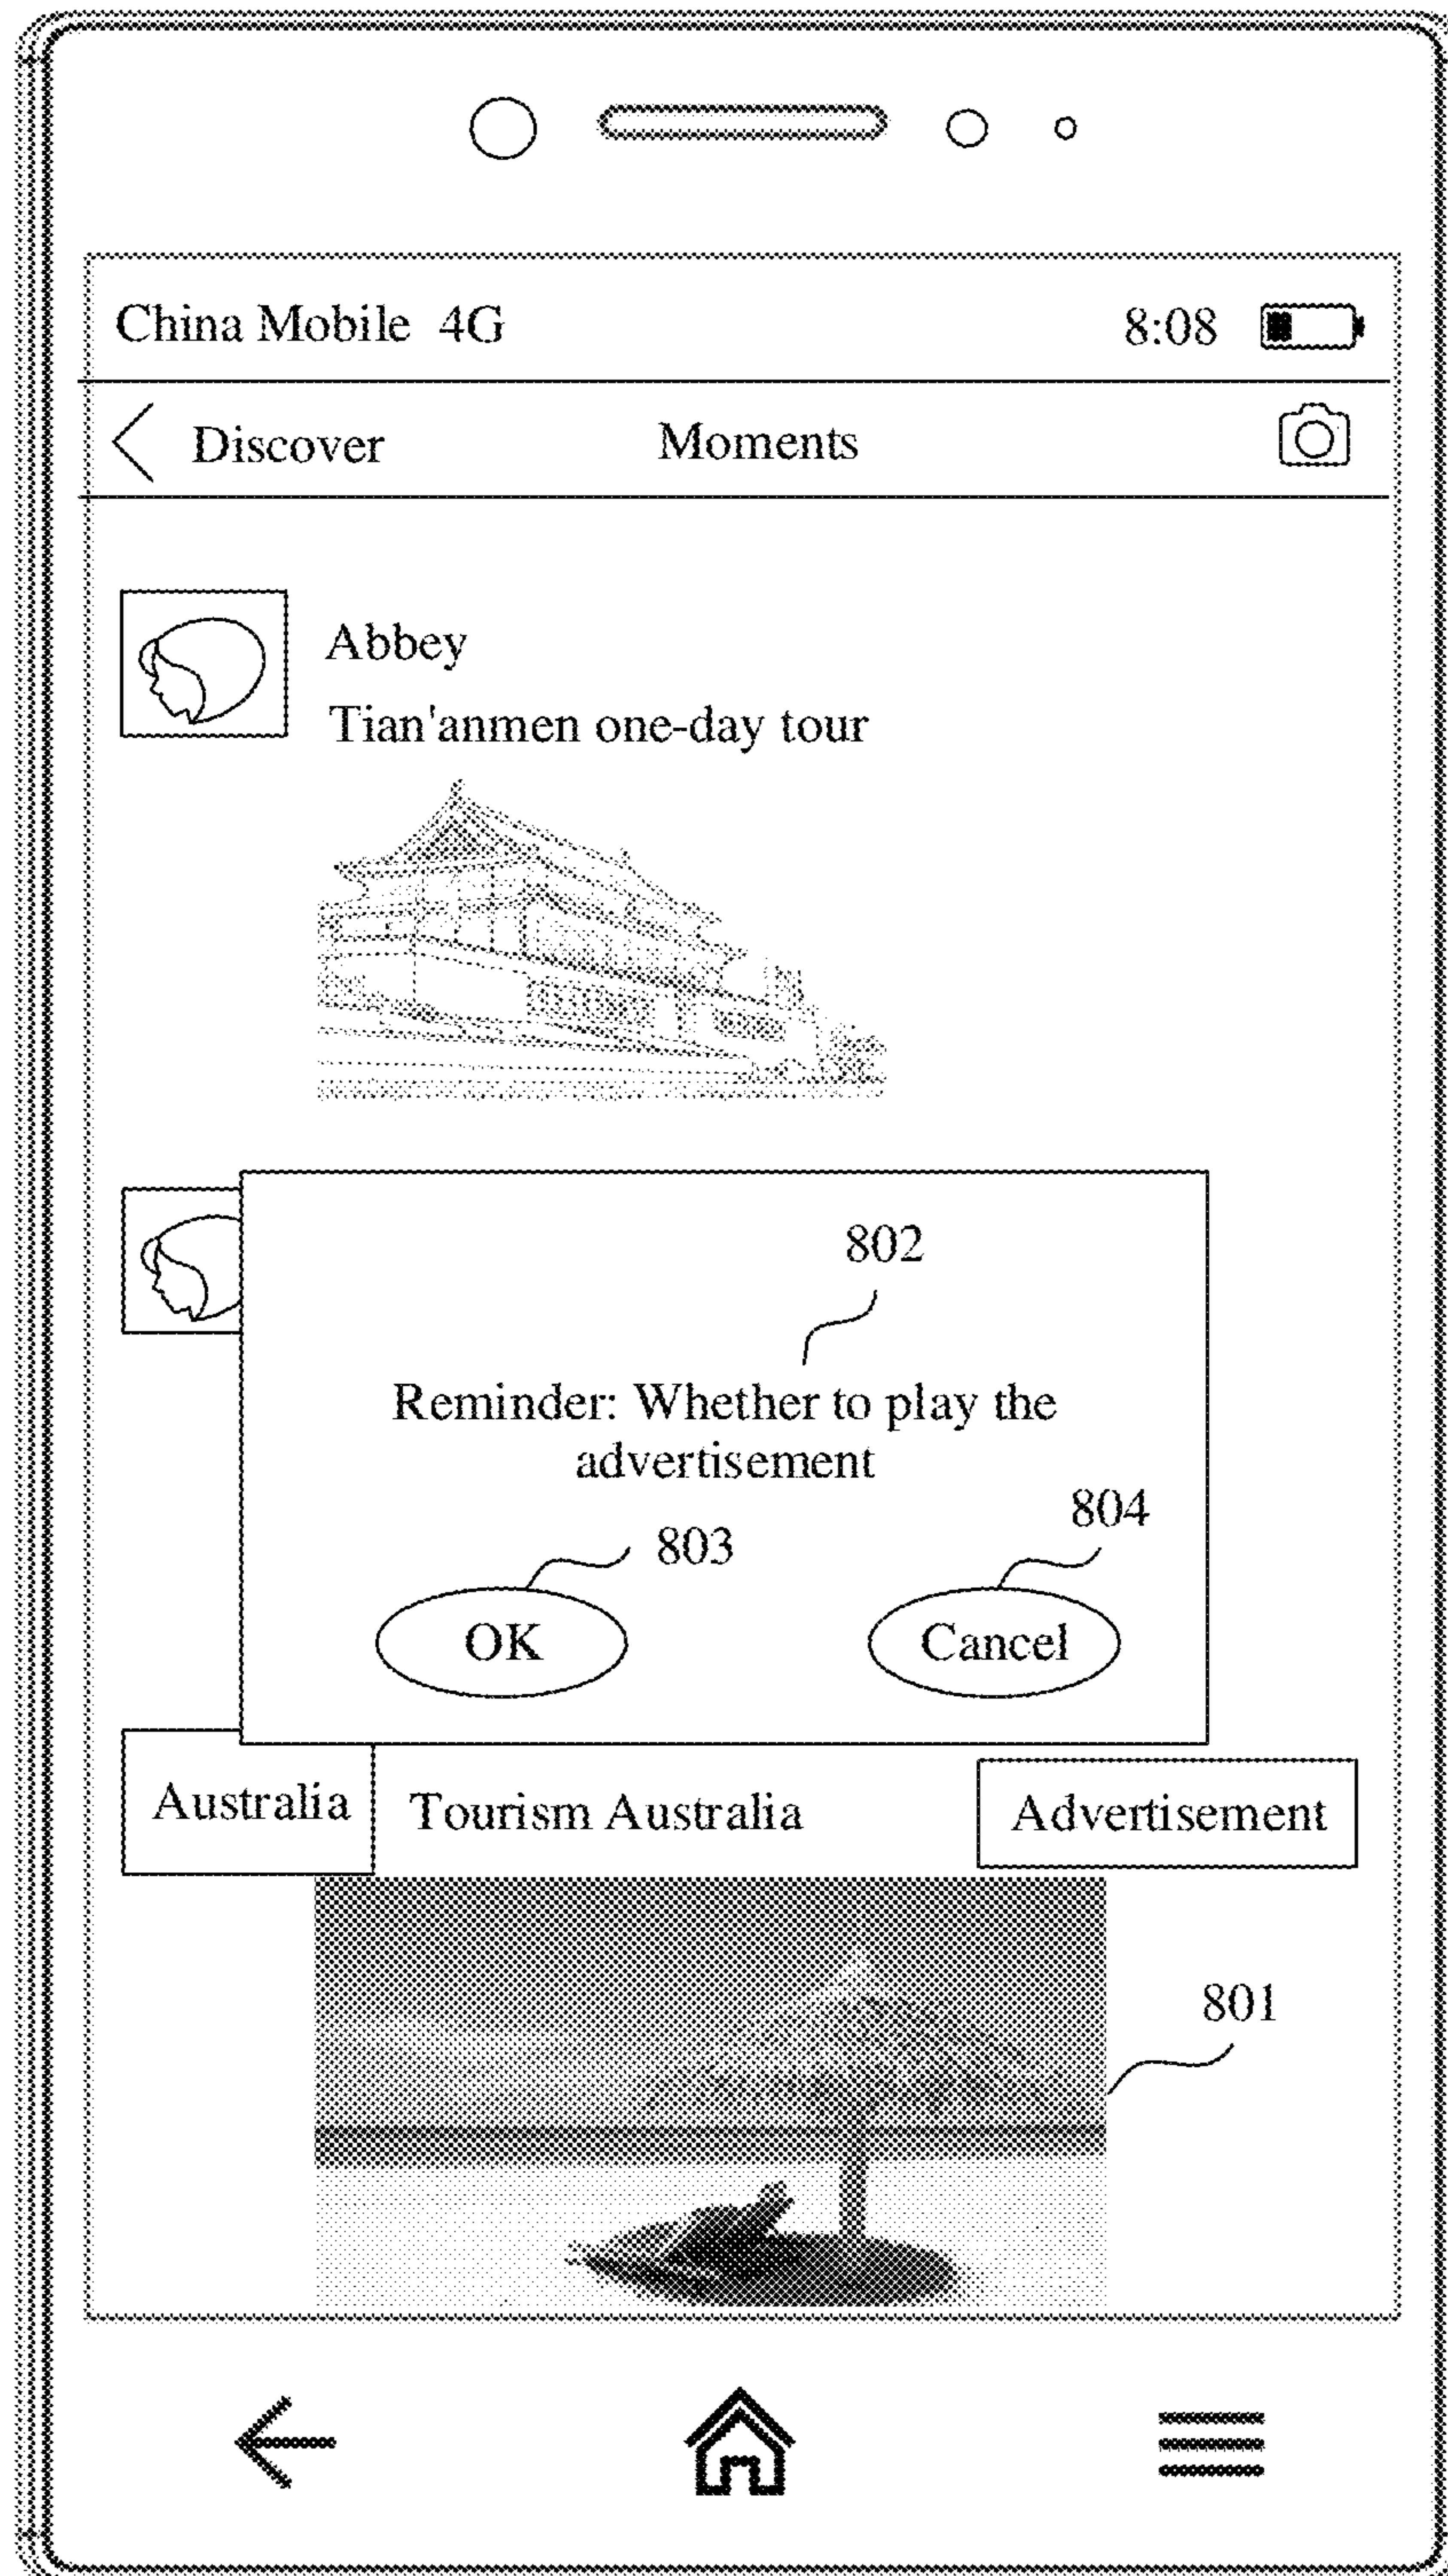 China Mobile 4G 8:08
Discover Moments
Abbey
Tian'anmen one-day tour
802
Reminder: Whether to play the
advertisement
804
803
OK Cancel
Australia Tourism Australia Advertisement
801